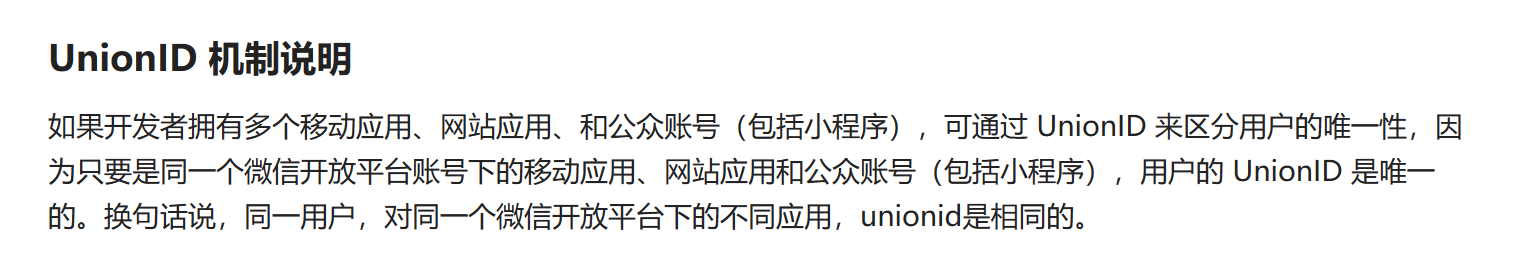 UnionID 机制说明
如果开发者拥有多个移动应用、网站应用、和公众账号（包括小程序），可通过 UnionID 来区分用户的唯一性，因
为只要是同一个微信开放平台账号下的移动应用、网站应用和公众账号（包括小程序），用户的 UnionID 是唯一
的。换句话说，同一用户，对同一个微信开放平台下的不同应用，unionid是相同的。